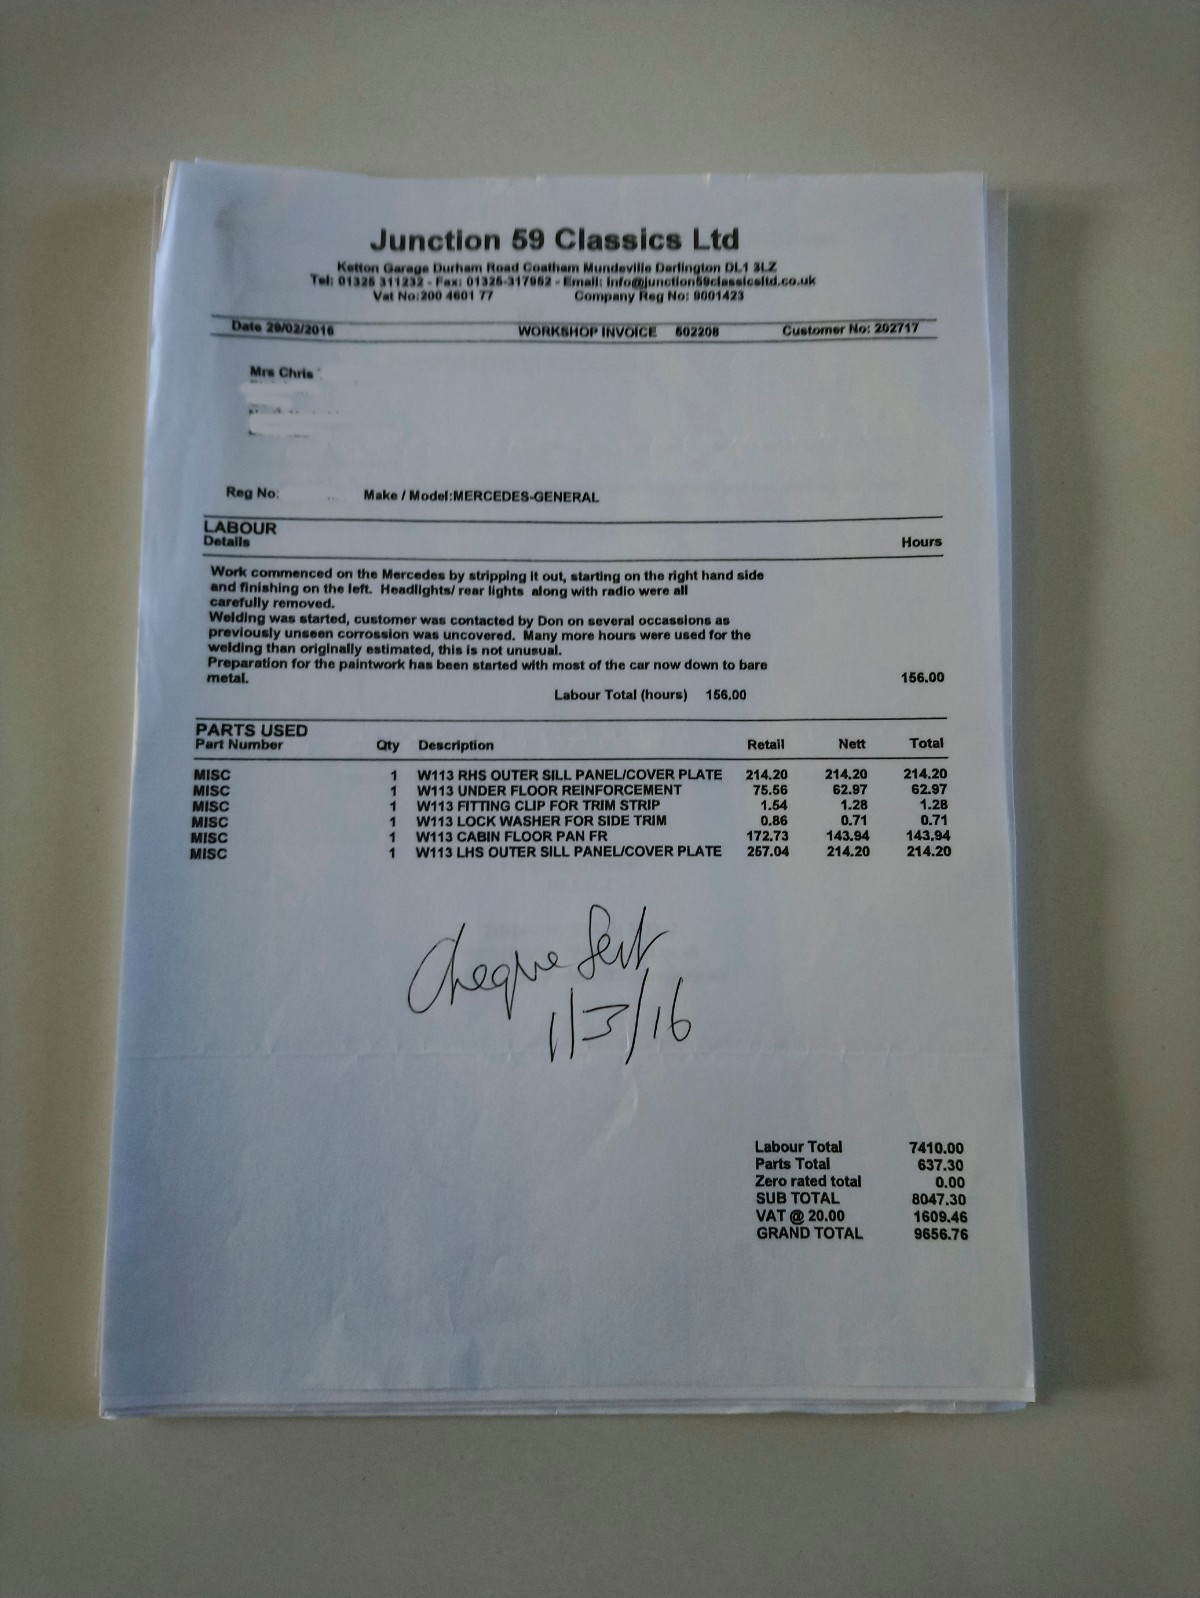 Junction 59 Classics Ltd
Ketton Garage Durham Road Coatham Mundeville Darlington DL1 3LZ
Tel: 01325 311232 - Fax: 01325-317952 - Email: info@junction59classicsltd.co.uk
Vat No:200 4601 77 Company Reg No: 9001423
Date 29/02/2016 WORKSHOP INVOICE 502208 Customer No: 202717
Mrs Chris
Reg No: Make / Model:MERCEDES-GENERAL
LABOUR
Details Hours
Work commenced on the Mercedes by stripping it out, starting on the right hand side
and finishing on the left. Headlights/ rear lights along with radio were all
carefully removed.
Welding was started, customer was contacted by Don on several occassions as
previously unseen corrossion was uncovered. Many more hours were used for the
welding than originally estimated, this is not unusual.
Preparation for the paintwork has been started with most of the car now down to bare
metal. 156.00
Labour Total (hours) 156.00
PARTS USED
Part Number Qty Description Retail Nett Total
MISC 1 W113 RHS OUTER SILL PANEL/COVER PLATE 214.20 214.20 214.20
MISC 1 W113 UNDER FLOOR REINFORCEMENT 75.56 62.97 62.97
MISC 1 W113 FITTING CLIP FOR TRIM STRIP 1.54 1.28 1.28
MISC 1 W113 LOCK WASHER FOR SIDE TRIM 0.86 0.71 0.71
MISC 1 W113 CABIN FLOOR PAN FR 172.73 143.94 143.94
MISC 1 W113 LHS OUTER SILL PANEL/COVER PLATE 257.04 214.20 214.20
Cheque Sent
1/3/16
Labour Total 7410.00
Parts Total 637.30
Zero rated total 0.00
SUB TOTAL 8047.30
VAT @ 20.00 1609.46
GRAND TOTAL 9656.76